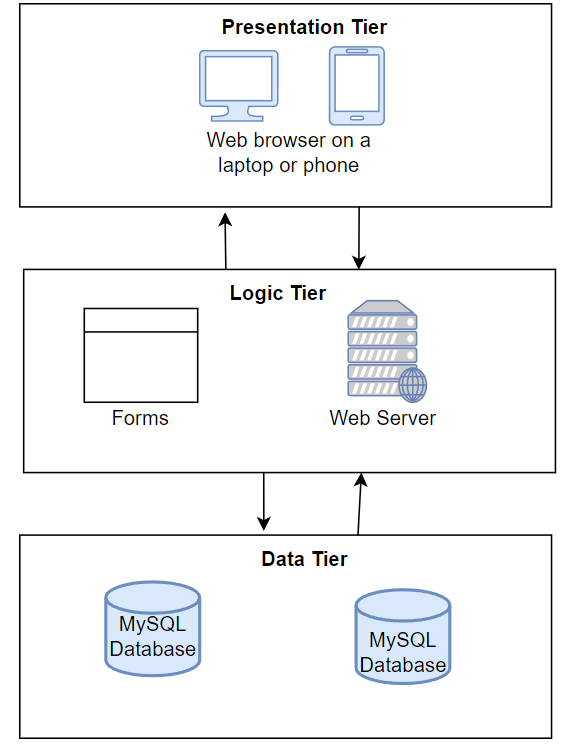 Presentation Tier
Web browser on a
laptop or phone
Logic Tier
Forms
Web Server
Data Tier
MySQL
Database
MySQL
Database